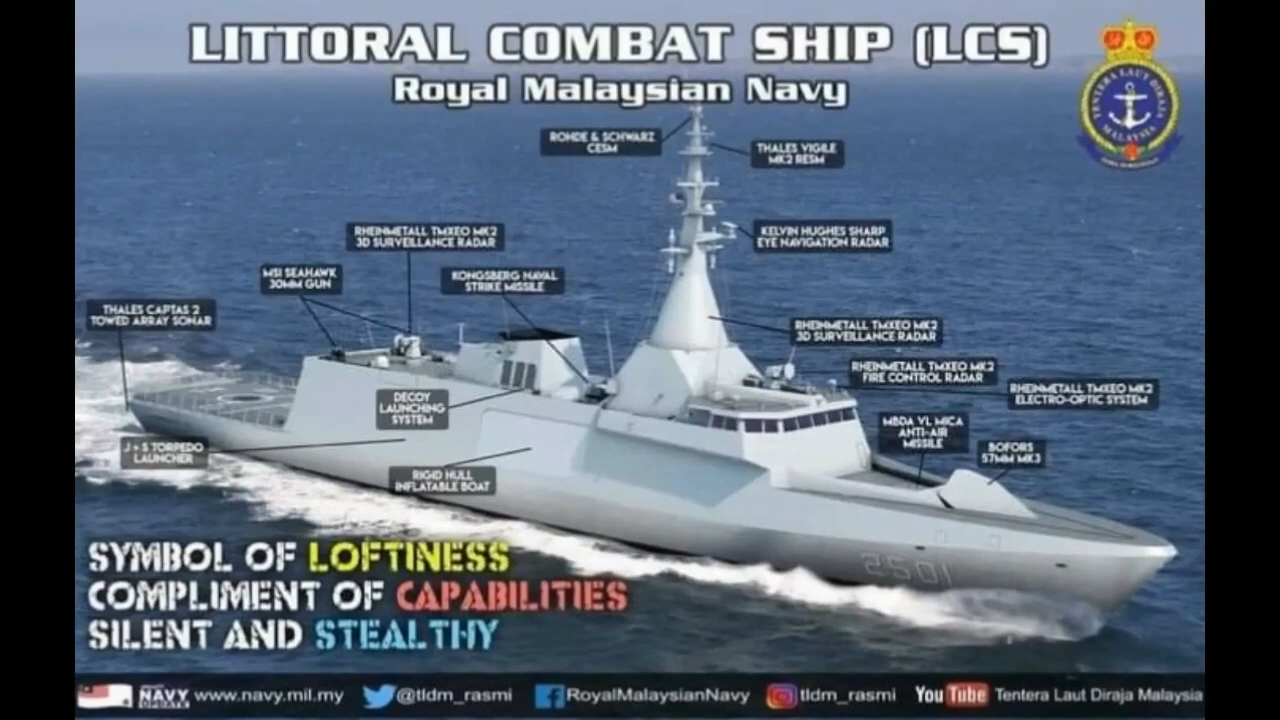 LITTORAL COMBAT SHIP (LCS)
Royal Malaysian Navy
TENTERA LAUT DIRAJA
MALAYSIA
ROHDE & SCHWARZ
CESM
THALES VIGILE
MK2 RESM
RHEINMETALL TMXEO MK2
3D SURVEILLANCE RADAR
KELVIN HUGHES SHARP
EYE NAVIGATION RADAR
MSI SEAHAWK
30MM GUN
KONGSBERG NAVAL
STRIKE MISSILE
THALES CAPTAS 2
TOWED ARRAY SONAR
RHEINMETALL TMXEO MK2
3D SURVEILLANCE RADAR
RHEINMETALL TMXEO MK2
FIRE CONTROL RADAR
RHEINMETALL TMXEO MK2
ELECTRO-OPTIC SYSTEM
DECOY
LAUNCHING
SYSTEM
MBDA VL MICA
ANTI-AIR
MISSILE
BOFORS
57MM MK3
J + S TORPEDO
LAUNCHER
RIGID HULL
INFLATABLE BOAT
2501
SYMBOL OF LOFTINESS
COMPLIMENT OF CAPABILITIES
SILENT AND STEALTHY
NAVY
UPDATE
www.navy.mil.my
@tldm_rasmi
RoyalMalaysianNavy
tldm_rasmi
YouTube
Tentera Laut Diraja Malaysia